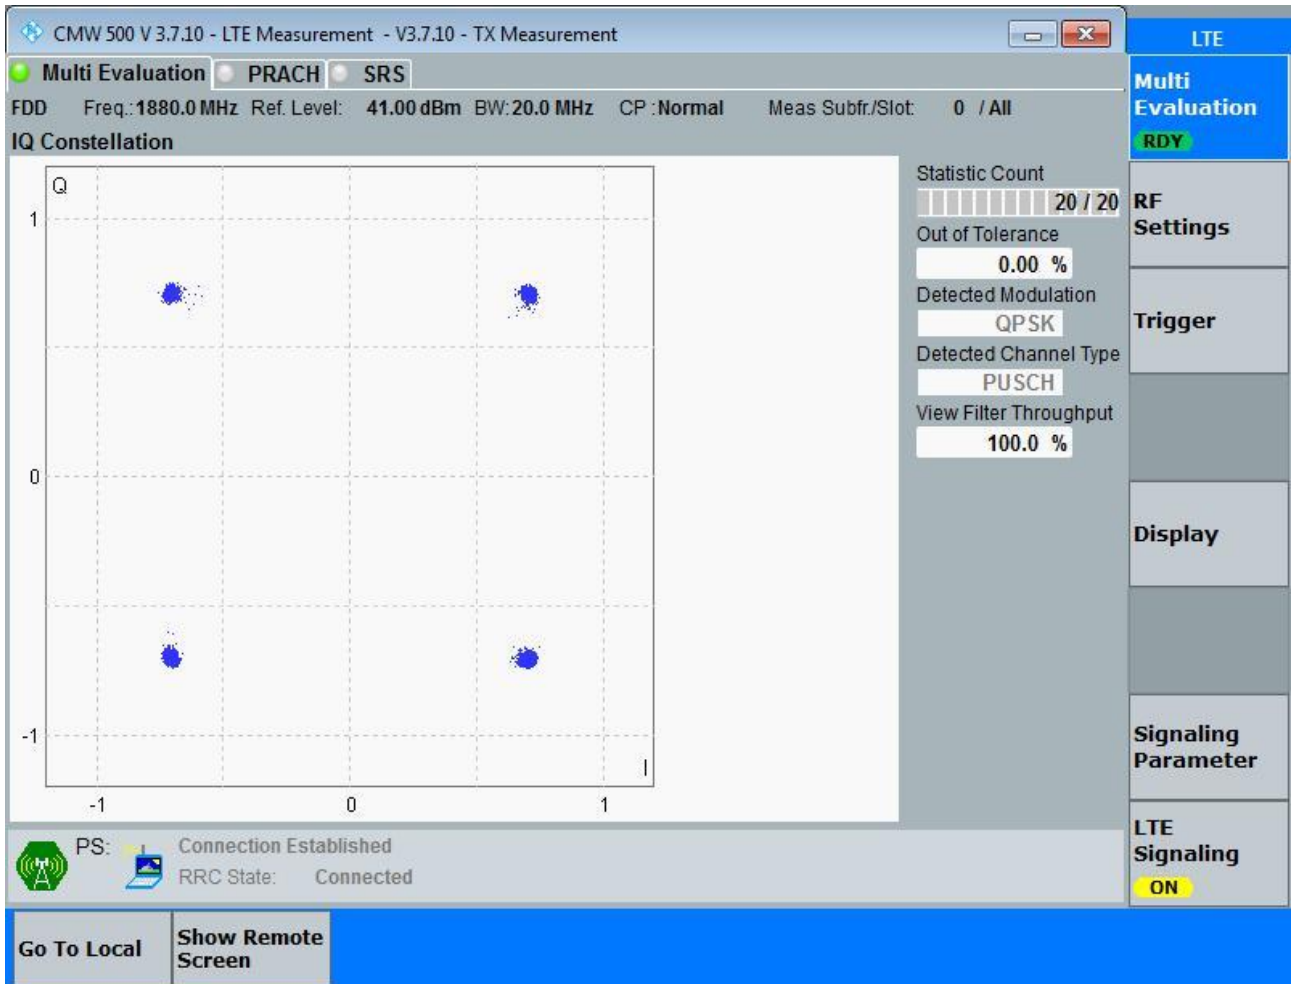 CMW 500 V 3.7.10 - LTE Measurement - V3.7.10 - TX Measurement
LTE
Multi Evaluation PRACH SRS
FDD Freq.: 1880.0 MHz Ref. Level: 41.00 dBm BW: 20.0 MHz CP : Normal Meas Subfr./Slot: 0 / All
IQ Constellation
Q
1
0
-1
I
-1 0 1
Statistic Count
20 / 20
Out of Tolerance
0.00 %
Detected Modulation
QPSK
Detected Channel Type
PUSCH
View Filter Throughput
100.0 %
Multi
Evaluation
RDY
RF
Settings
Trigger
Display
Signaling
Parameter
LTE
Signaling
ON
PS: Connection Established
RRC State: Connected
Go To Local
Show Remote
Screen